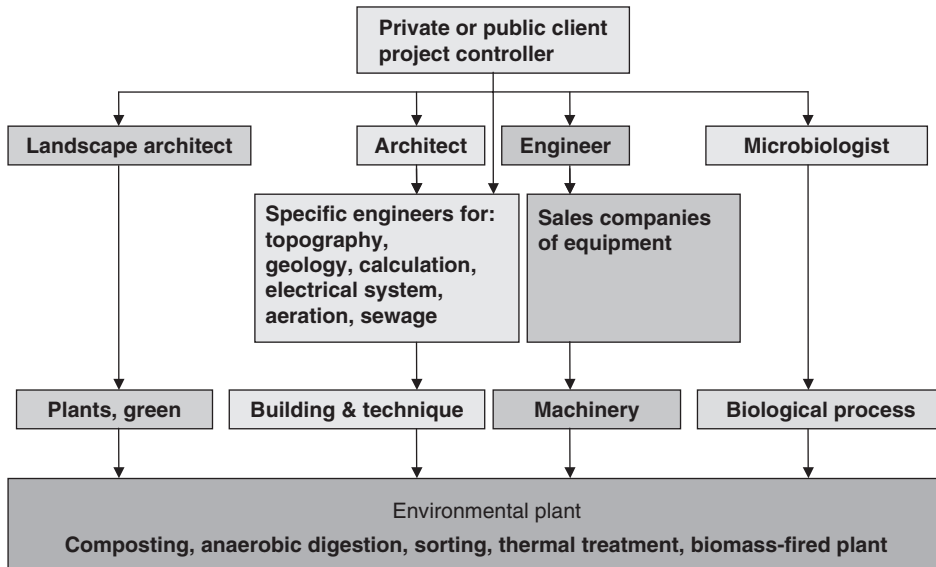 Private or public client
project controller
Landscape architect
Architect
Engineer
Microbiologist
Specific engineers for:
topography,
geology, calculation,
electrical system,
aeration, sewage
Sales companies
of equipment
Plants, green
Building & technique
Machinery
Biological process
Environmental plant
Composting, anaerobic digestion, sorting, thermal treatment, biomass-fired plant